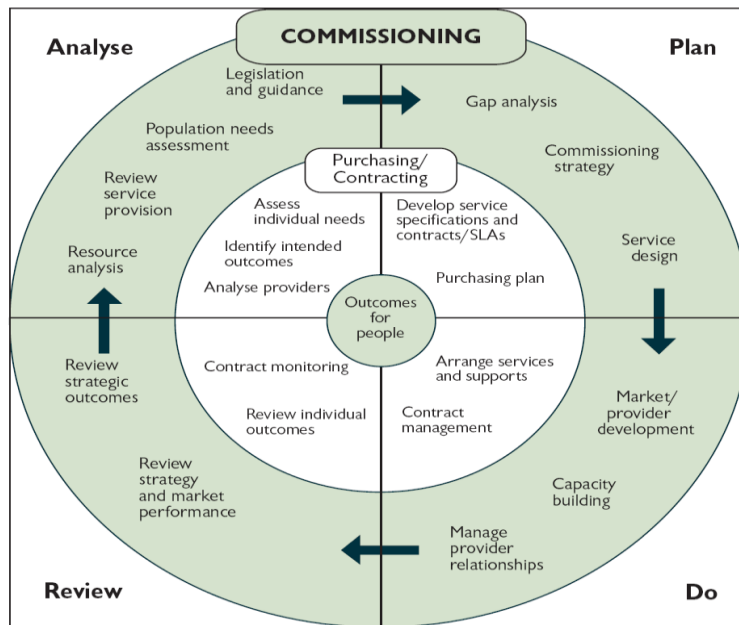 Analyse
COMMISSIONING
Plan
Legislation
and guidance
Gap analysis
Population needs
assessment
Commissioning
strategy
Review
service
provision
Purchasing/
Contracting
Assess
individual needs
Develop service
specifications and
contracts/SLAs
Resource
analysis
Identify intended
outcomes
Service
design
Analyse providers
Purchasing plan
Outcomes
for
people
Review
strategic
outcomes
Contract monitoring
Arrange services
and supports
Market/
provider
development
Review individual
outcomes
Contract
management
Review
strategy
and market
performance
Capacity
building
Manage
provider
relationships
Review
Do